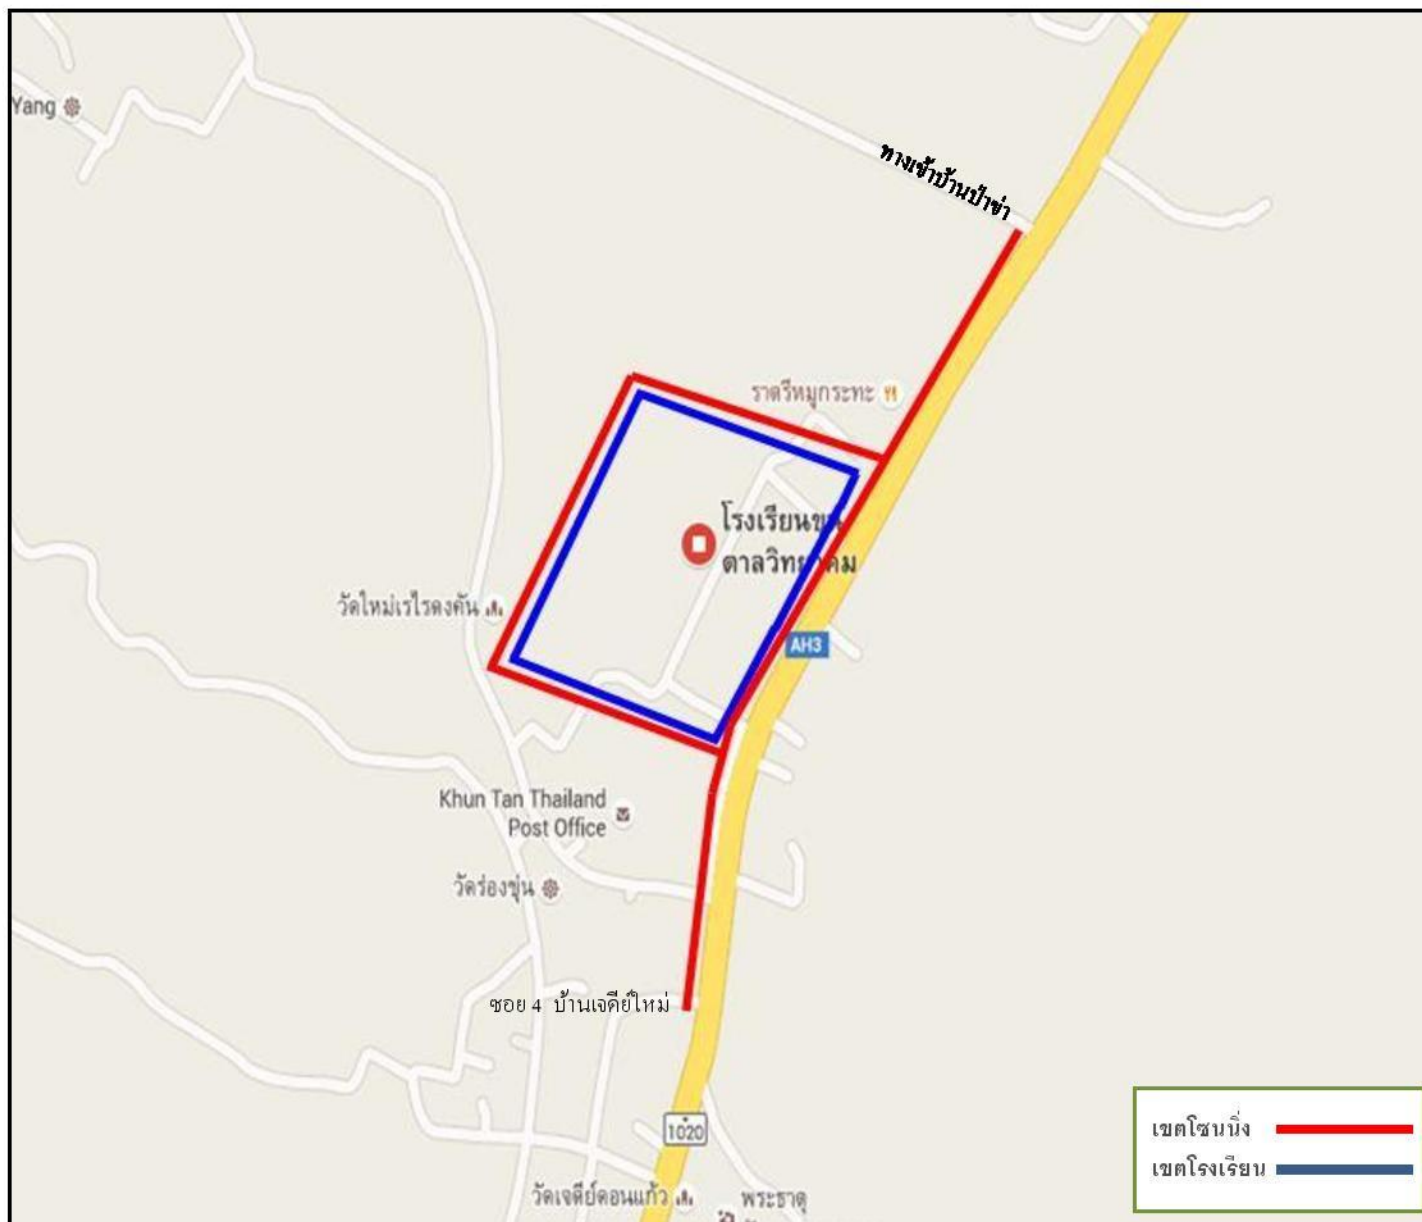 Yang
ทางเข้าบ้านป่าข่า
ราตรีหมูกระทะ
โรงเรียนขุน
ตาลวิทยาคม
วัดใหม่เรไรดงคัน
AH3
Khun Tan Thailand
Post Office
วัดร่องขุ่น
ซอย 4 บ้านเจดีย์ใหม่
1020
เขตโซนนิ่ง
เขตโรงเรียน
วัดเจดีย์ดอนแก้ว
พระธาตุ